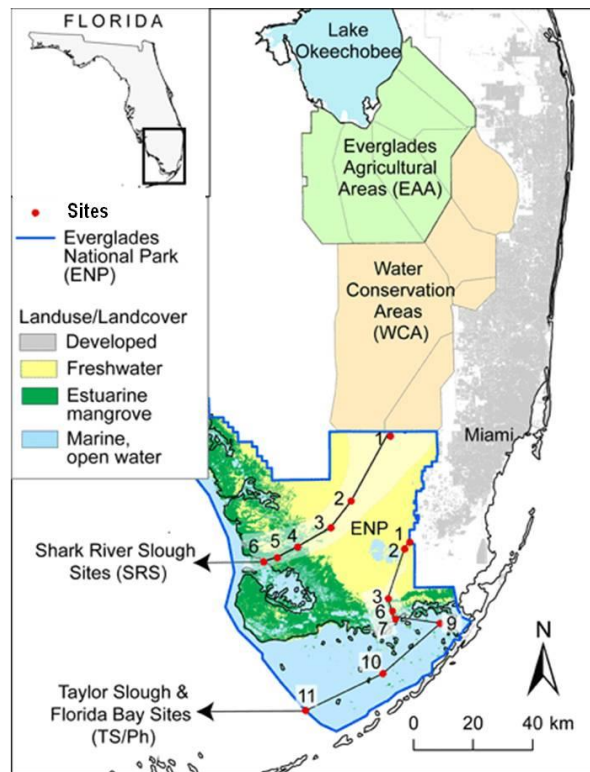 FLORIDA
Sites
Everglades
National Park
(ENP)
Landuse/Landcover
Developed
Freshwater
Estuarine
mangrove
Marine,
open water
Lake
Okeechobee
Everglades
Agricultural
Areas (EAA)
Water
Conservation
Areas
(WCA)
Miami
1
2
3
4
5
6
ENP
1
2
3
6
7
9
10
11
Shark River Slough
Sites (SRS)
Taylor Slough &
Florida Bay Sites
(TS/Ph)
N
0 20 40 km